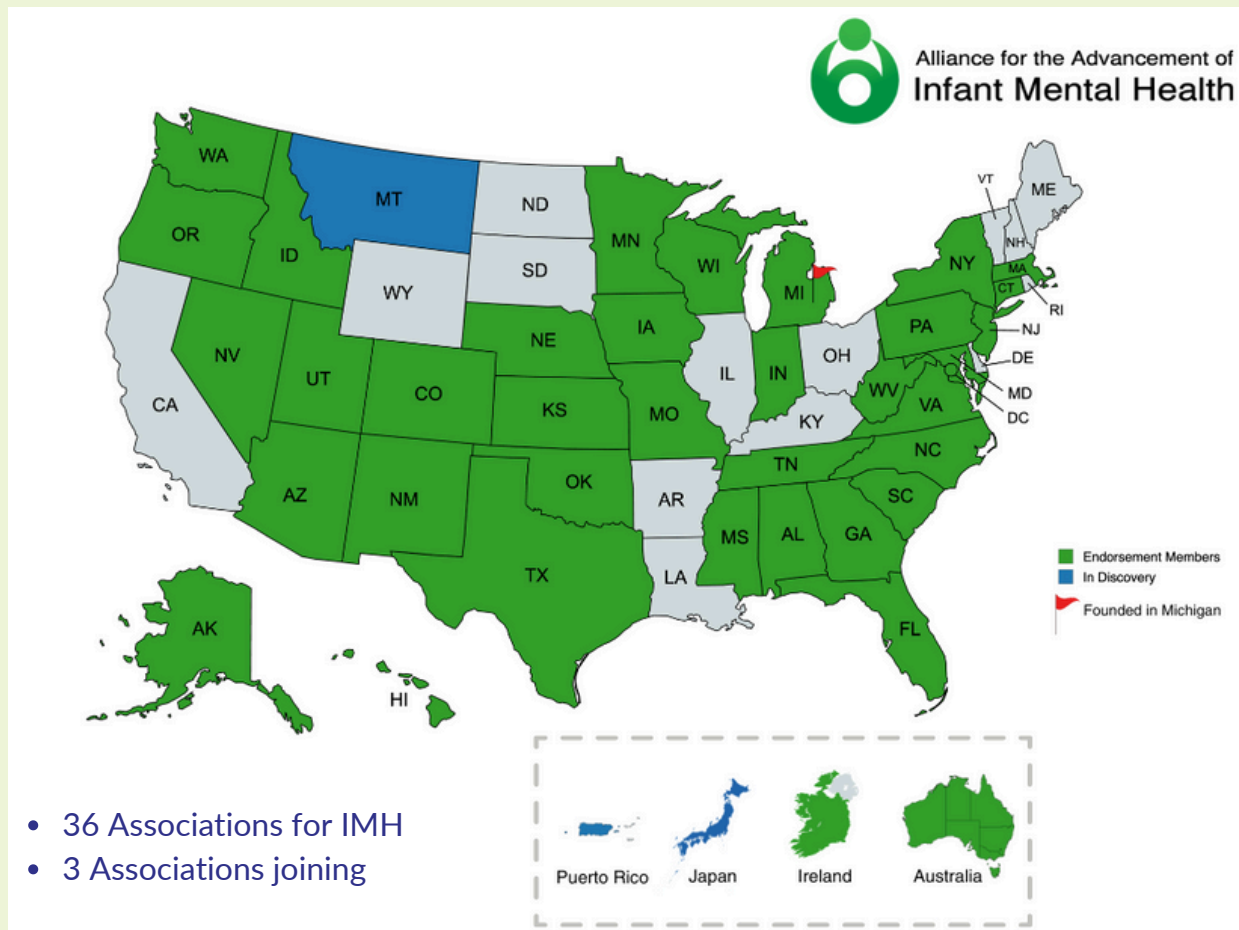 Alliance for the Advancement of
Infant Mental Health
WA
MT
ND
MN
VT
ME
OR
ID
SD
WI
NH
WY
MI
NY
MA
CT
RI
NV
NE
IA
PA
NJ
UT
CO
IL
IN
OH
DE
CA
KS
MO
WV
VA
MD
KY
DC
AZ
NM
OK
TN
NC
AR
SC
MS
AL
GA
TX
LA
FL
AK
HI
Endorsement Members
In Discovery
Founded in Michigan
• 36 Associations for IMH
• 3 Associations joining
Puerto Rico
Japan
Ireland
Australia